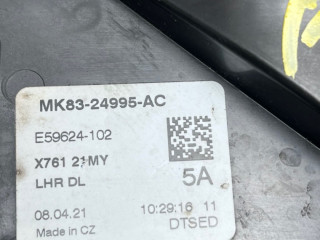 MK83-24995-AC
E59624-102
X761 21MY
LHR DL
5A
08.04.21 10:29:16 11
Made in CZ DTSED